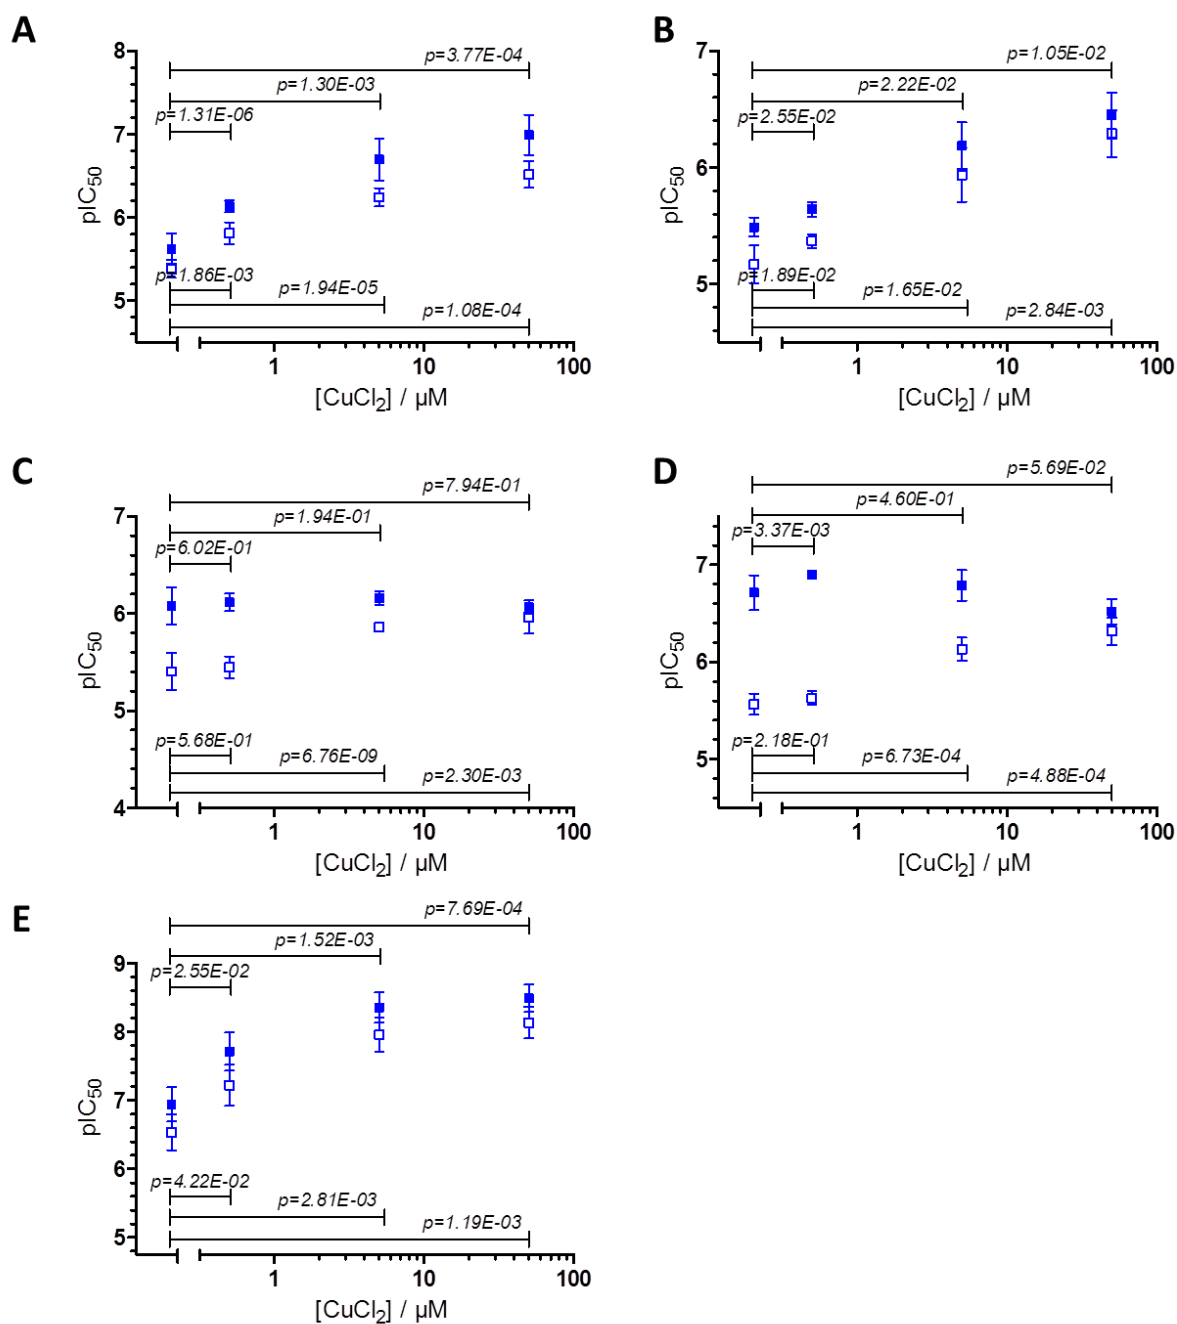 A
p=3.77E-04
p=1.30E-03
p=1.31E-06
8
7
6
5
pIC50
p=1.86E-03
p=1.94E-05
p=1.08E-04
1
10
100
[CuCl2] / µM
B
p=1.05E-02
p=2.22E-02
p=2.55E-02
7
6
5
pIC50
p=1.89E-02
p=1.65E-02
p=2.84E-03
1
10
100
[CuCl2] / µM
C
p=7.94E-01
p=1.94E-01
p=6.02E-01
7
6
5
4
pIC50
p=5.68E-01
p=6.76E-09
p=2.30E-03
1
10
100
[CuCl2] / µM
D
p=5.69E-02
p=4.60E-01
p=3.37E-03
7
6
5
pIC50
p=2.18E-01
p=6.73E-04
p=4.88E-04
1
10
100
[CuCl2] / µM
E
p=7.69E-04
p=1.52E-03
p=2.55E-02
9
8
7
6
5
pIC50
p=4.22E-02
p=2.81E-03
p=1.19E-03
1
10
100
[CuCl2] / µM